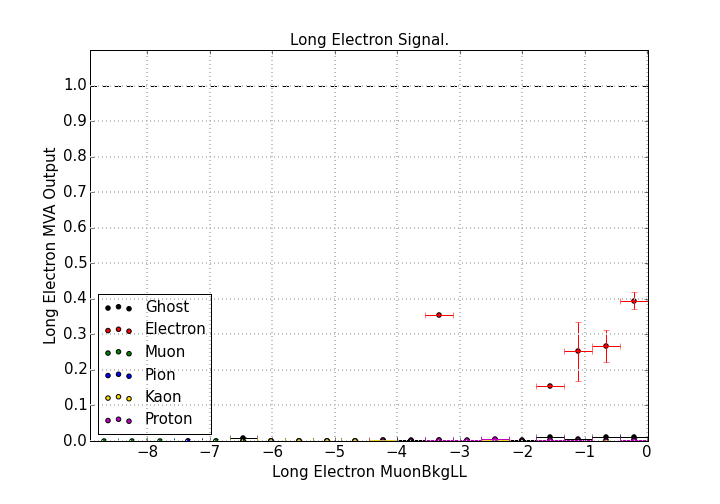 Long Electron Signal.
1.0
0.9
0.8
0.7
0.6
0.5
0.4
0.3
0.2
0.1
0.0
Long Electron MVA Output
Ghost
Electron
Muon
Pion
Kaon
Proton
−8 −7 −6 −5 −4 −3 −2 −1 0
Long Electron MuonBkgLL